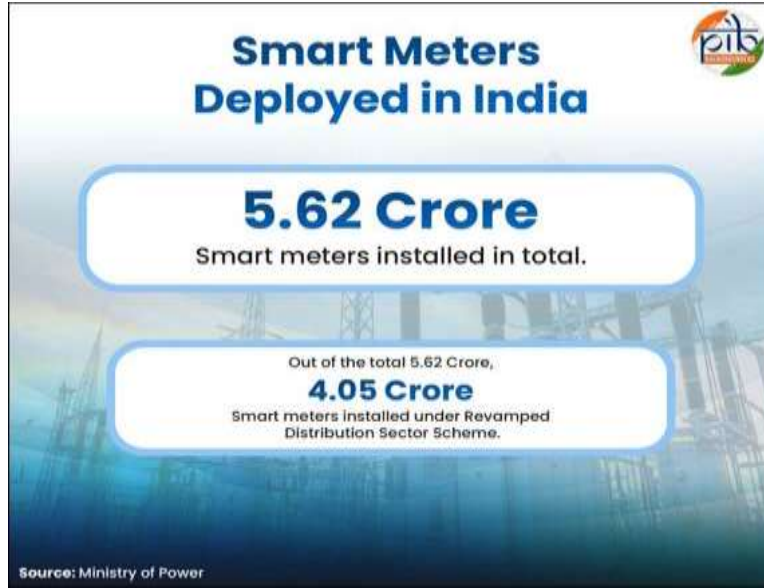 Smart Meters
Deployed in India
pib
5.62 Crore
Smart meters installed in total.
Out of the total 5.62 Crore,
4.05 Crore
Smart meters installed under Revamped
Distribution Sector Scheme.
Source: Ministry of Power